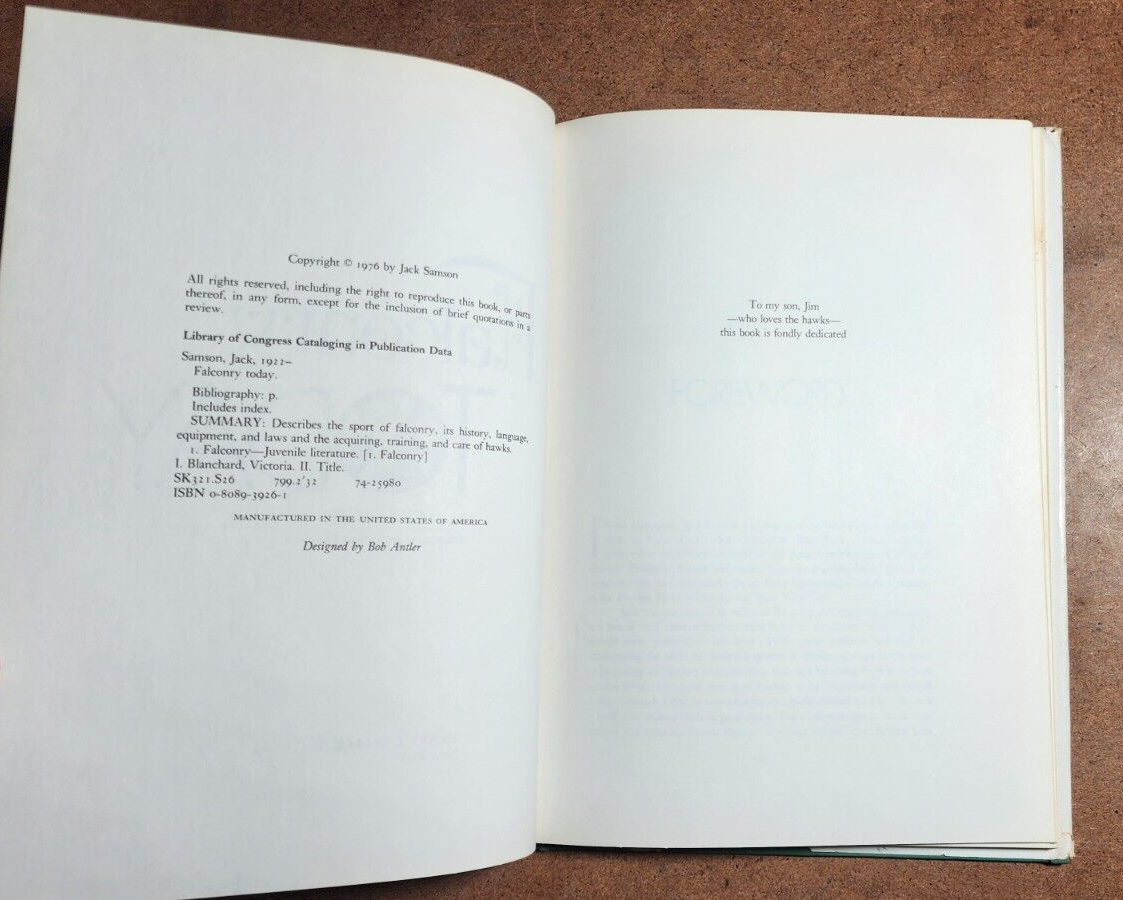 Copyright © 1976 by Jack Samson
All rights reserved, including the right to reproduce this book, or parts
thereof, in any form, except for the inclusion of brief quotations in a
review.
Library of Congress Cataloging in Publication Data
Samson, Jack, 1922–
Falconry today.
Bibliography: p.
Includes index.
SUMMARY: Describes the sport of falconry, its history, language,
equipment, and laws and the acquiring, training, and care of hawks.
1. Falconry—Juvenile literature. [1. Falconry]
I. Blanchard, Victoria. II. Title.
SK321.S26 799.2'32 74-25980
ISBN 0-8089-3926-1
MANUFACTURED IN THE UNITED STATES OF AMERICA
Designed by Bob Antler
To my son, Jim
—who loves the hawks—
this book is fondly dedicated